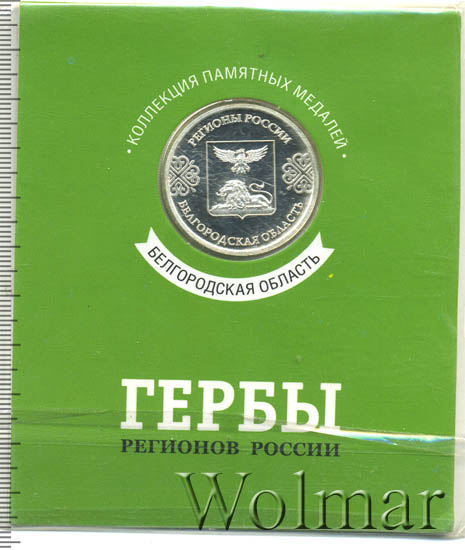 • КОЛЛЕКЦИЯ ПАМЯТНЫХ МЕДАЛЕЙ •
РЕГИОНЫ РОССИИ
БЕЛГОРОДСКАЯ ОБЛАСТЬ
БЕЛГОРОДСКАЯ ОБЛАСТЬ
ГЕРБЫ
РЕГИОНОВ РОССИИ
Wolmar